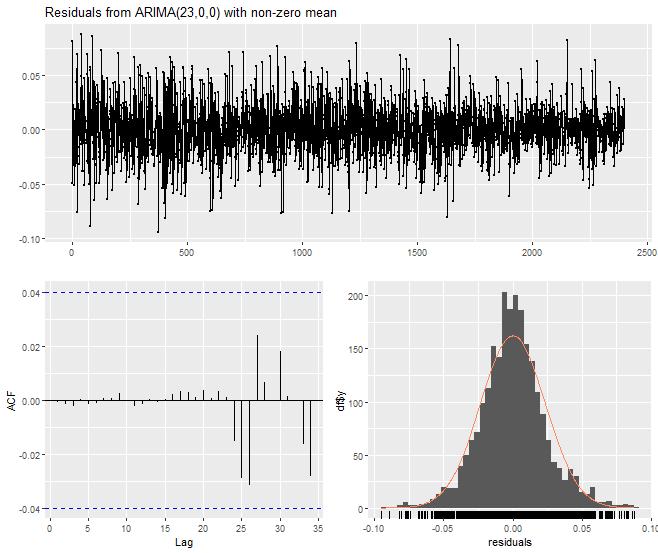 Residuals from ARIMA(23,0,0) with non-zero mean
0.05
0.00
-0.05
-0.10
0 500 1000 1500 2000 2500
0.04
0.02
0.00
-0.02
-0.04
ACF
0 5 10 15 20 25 30 35
Lag
200
150
100
50
0
df$y
-0.10 -0.05 0.00 0.05 0.10
residuals